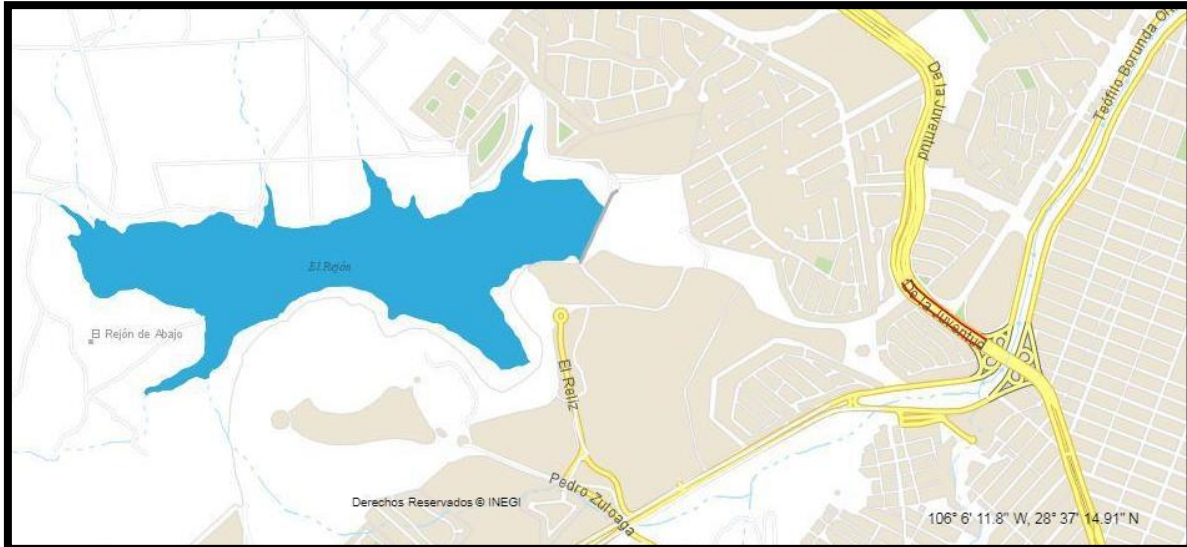 De la Juventud
Teófilo Borunda
El Rejón
De la Juventud
El Rejón de Abajo
El Reliz
Pedro Zuloaga
Derechos Reservados © INEGI
106° 6' 11.8" W, 28° 37' 14.91" N